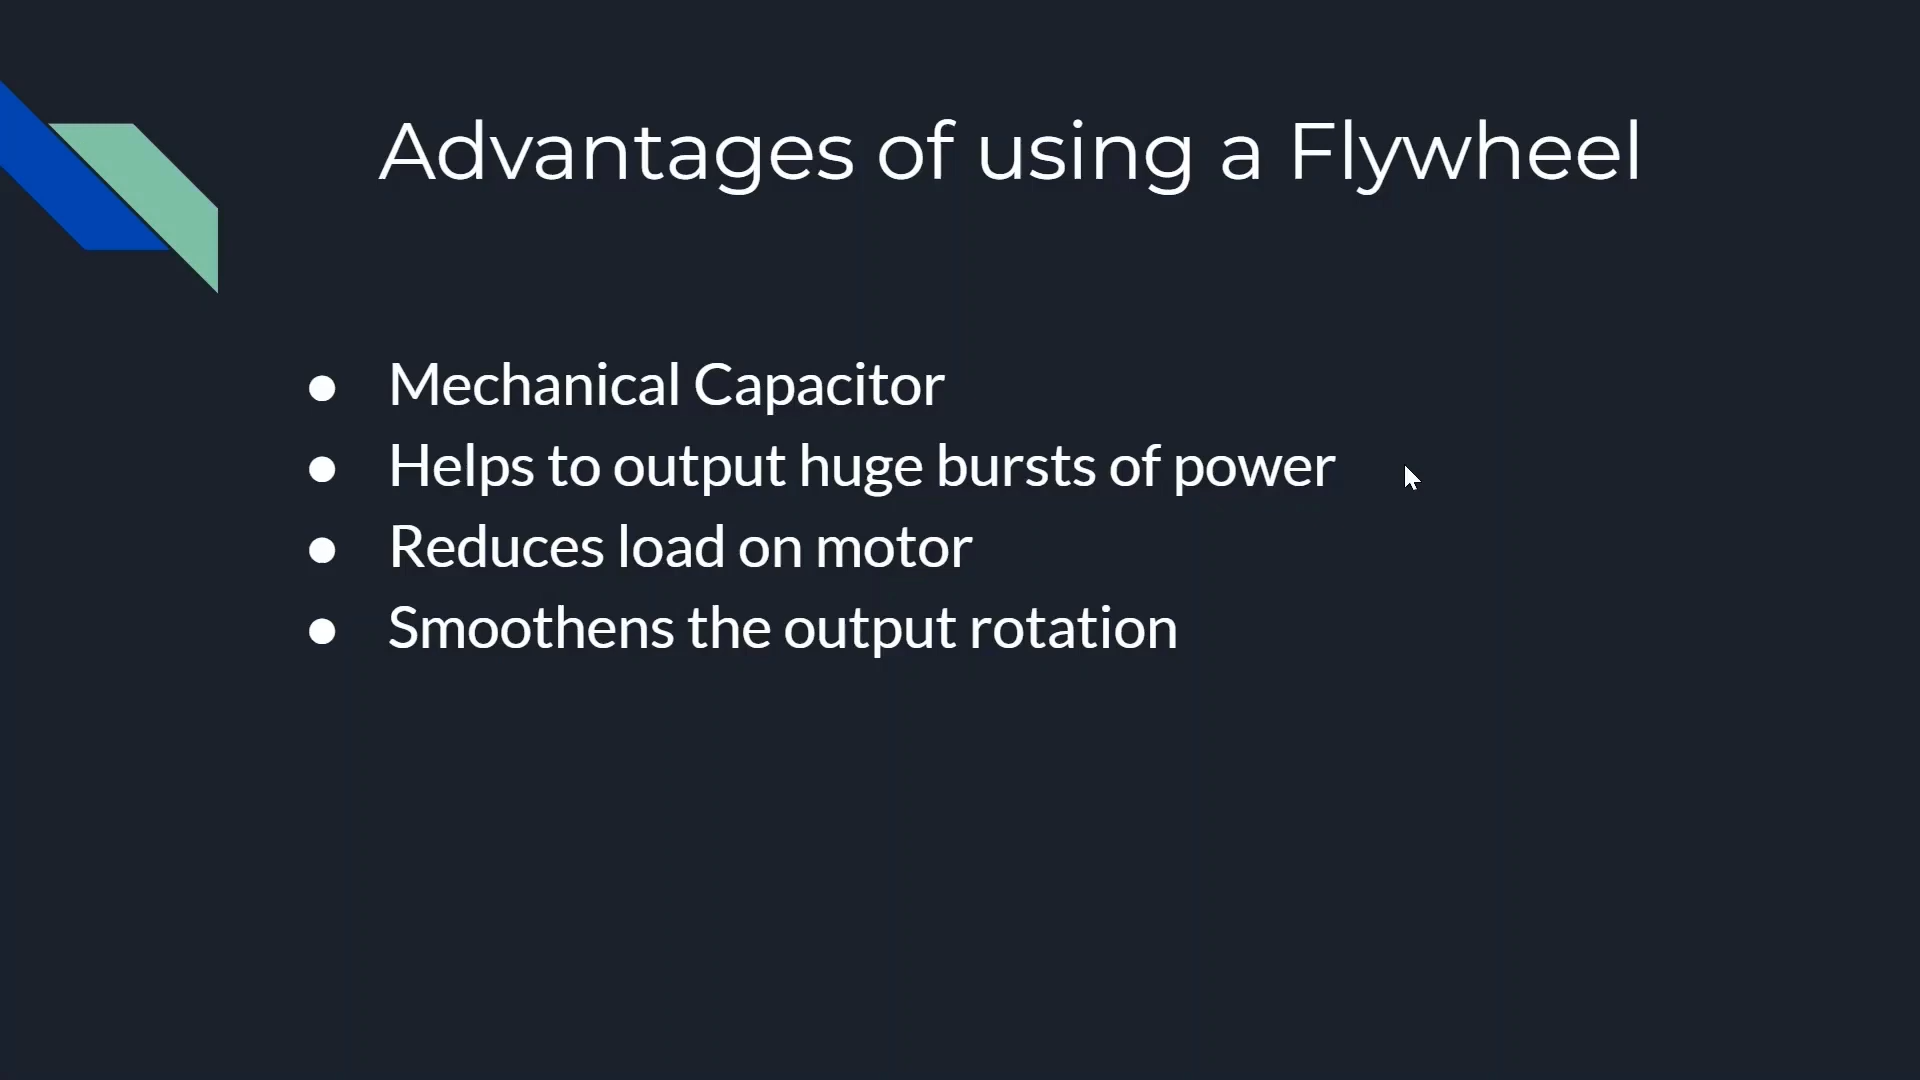 Advantages of using a Flywheel
● Mechanical Capacitor
● Helps to output huge bursts of power
● Reduces load on motor
● Smoothens the output rotation